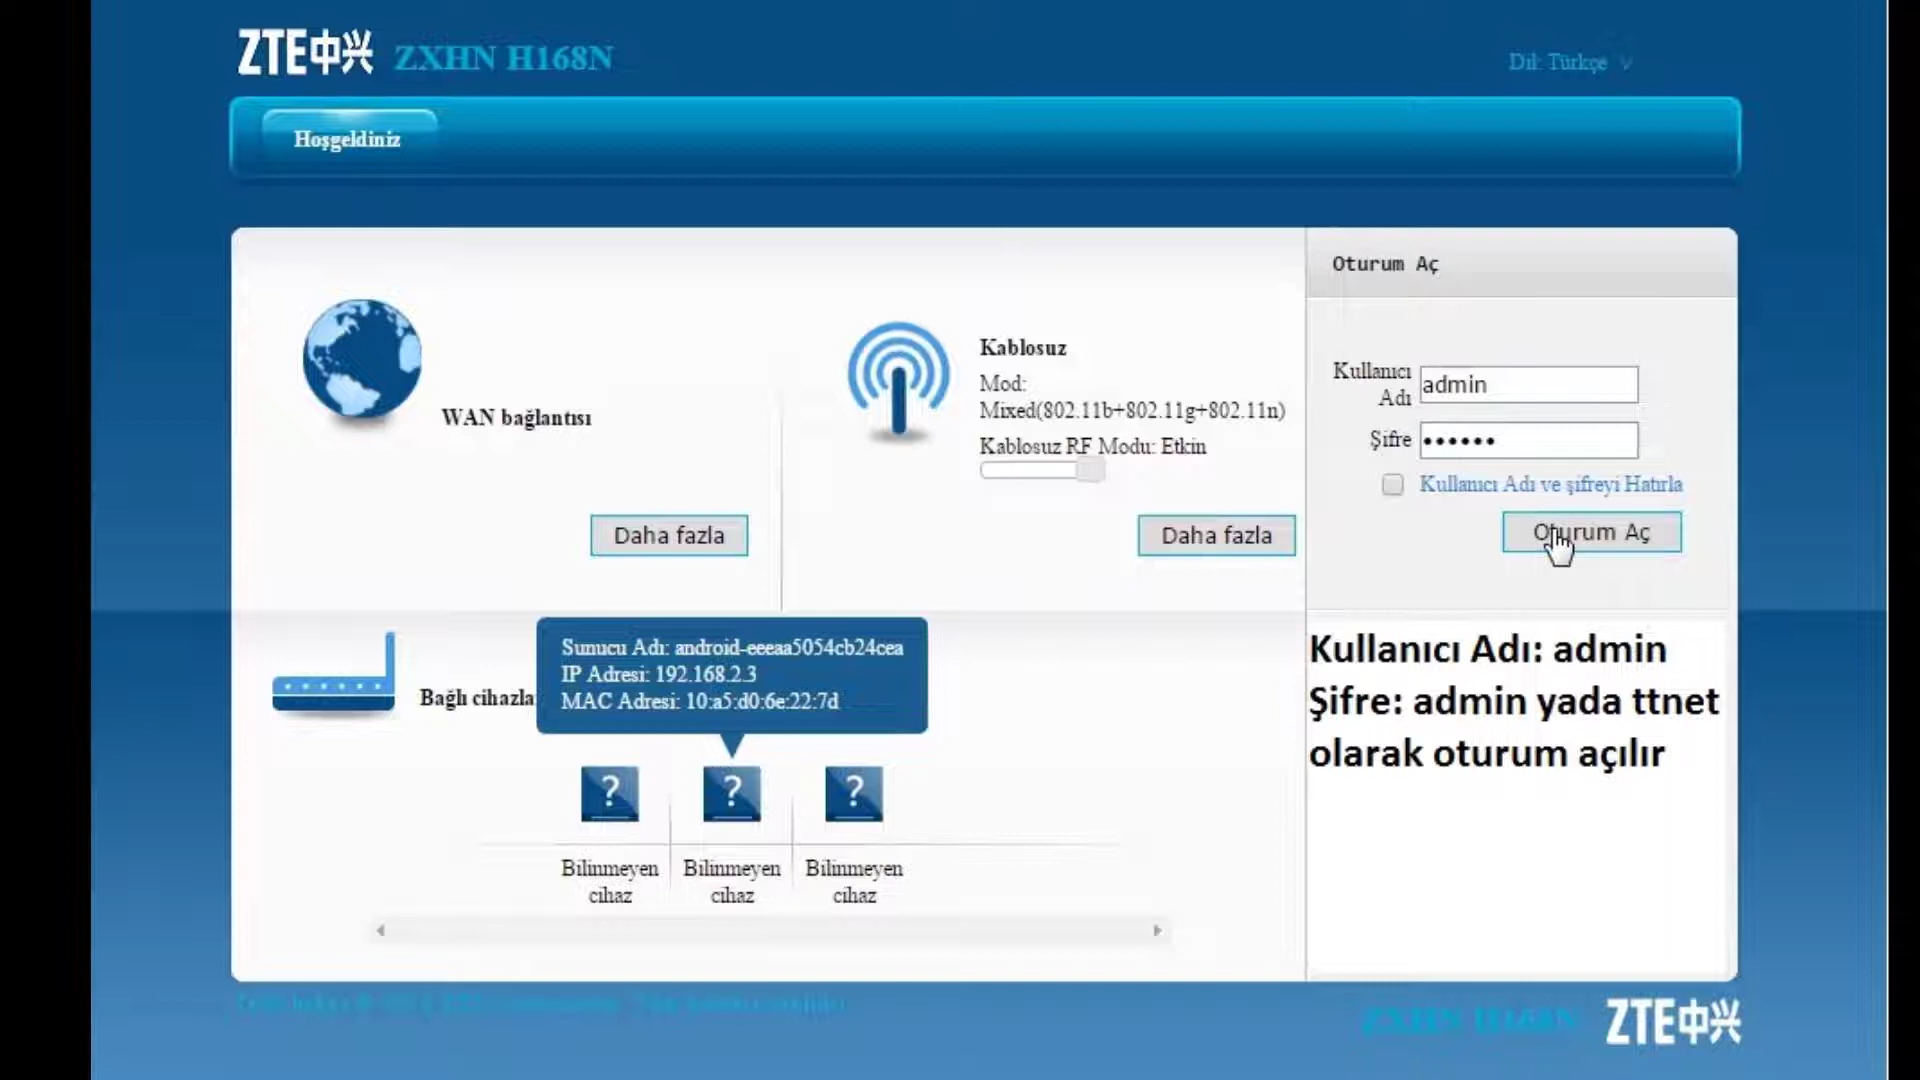 ZTE中兴 ZXHN H168N
Dil: Türkçe
Hoşgeldiniz
WAN bağlantısı
Daha fazla
Kablosuz
Mod:
Mixed(802.11b+802.11g+802.11n)
Kablosuz RF Modu: Etkin
Daha fazla
Oturum Aç
Kullanıcı
Adı
admin
Şifre
Kullanıcı Adı ve şifreyi Hatırla
Oturum Aç
Kullanıcı Adı: admin
Şifre: admin yada ttnet
olarak oturum açılır
Sunucu Adı: android-eeeaa5054cb24cea
IP Adresi: 192.168.2.3
MAC Adresi: 10:a5:d0:6e:22:7d
Bağlı cihazla
? ? ?
Bilinmeyen
cihaz
Bilinmeyen
cihaz
Bilinmeyen
cihaz
ZXHN H168N ZTE中兴